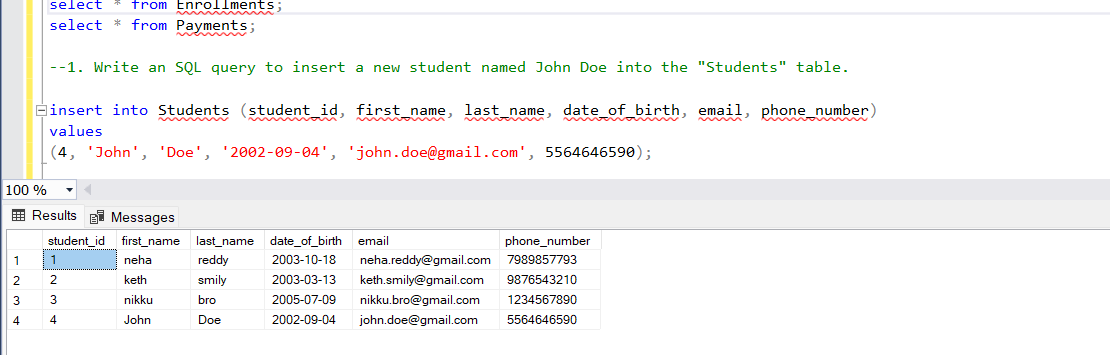 select * from Enrollments;
select * from Payments;
--1. Write an SQL query to insert a new student named John Doe into the "Students" table.
insert into Students (student_id, first_name, last_name, date_of_birth, email, phone_number)
values
(4, 'John', 'Doe', '2002-09-04', 'john.doe@gmail.com', 5564646590);
100 %
Results Messages
student_id first_name last_name date_of_birth email phone_number
1 1 neha reddy 2003-10-18 neha.reddy@gmail.com 7989857793
2 2 keth smily 2003-03-13 keth.smily@gmail.com 9876543210
3 3 nikku bro 2005-07-09 nikku.bro@gmail.com 1234567890
4 4 John Doe 2002-09-04 john.doe@gmail.com 5564646590